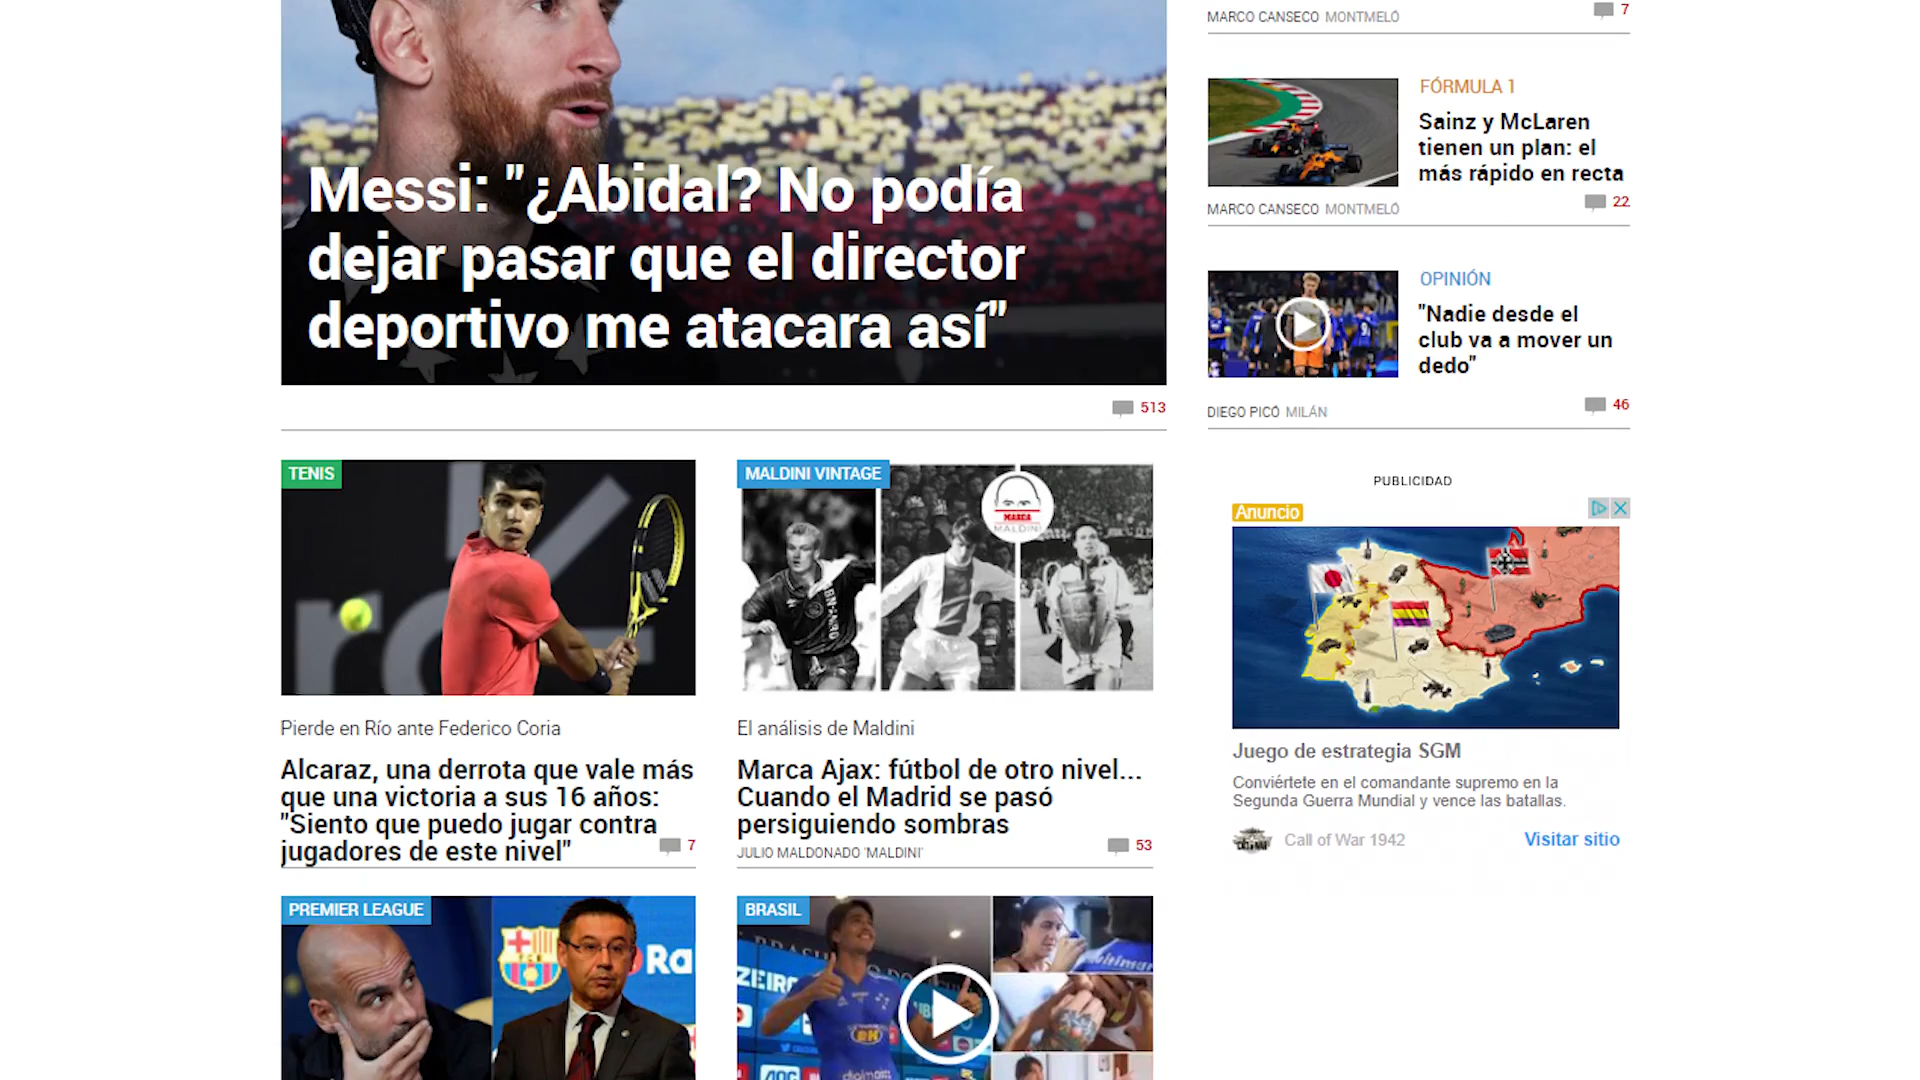 Messi: "¿Abidal? No podía
dejar pasar que el director
deportivo me atacara así"
513
TENIS
Pierde en Río ante Federico Coria
Alcaraz, una derrota que vale más
que una victoria a sus 16 años:
"Siento que puedo jugar contra
jugadores de este nivel"
7
MALDINI VINTAGE
MARCA
MALDINI
El análisis de Maldini
Marca Ajax: fútbol de otro nivel...
Cuando el Madrid se pasó
persiguiendo sombras
JULIO MALDONADO 'MALDINI'
53
PREMIER LEAGUE
Ra
BRASIL
ZEIRO
AOC
digimais
MARCO CANSECO MONTMELÓ
7
FÓRMULA 1
Sainz y McLaren
tienen un plan: el
más rápido en recta
MARCO CANSECO MONTMELÓ
22
OPINIÓN
"Nadie desde el
club va a mover un
dedo"
DIEGO PICÓ MILÁN
46
PUBLICIDAD
Anuncio
Juego de estrategia SGM
Conviértete en el comandante supremo en la
Segunda Guerra Mundial y vence las batallas.
Call of War 1942
Visitar sitio